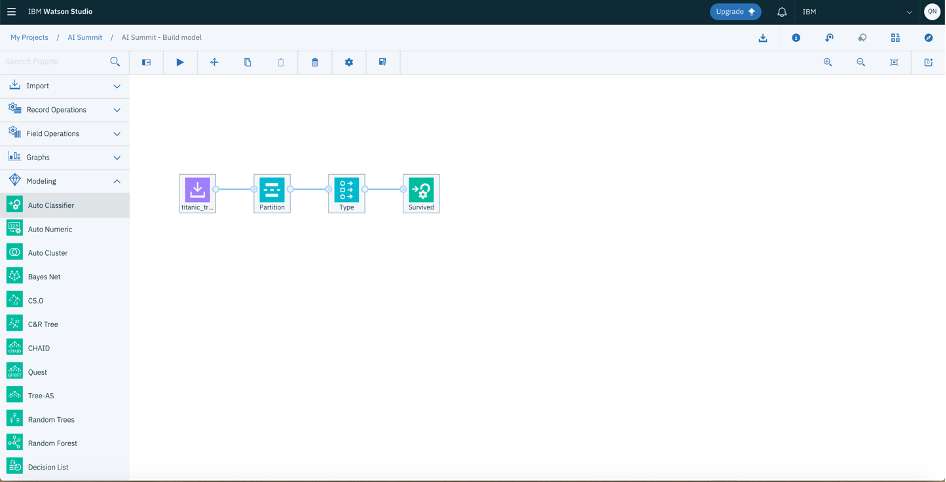 IBM Watson Studio
Upgrade
IBM
QN
My Projects / AI Summit / AI Summit - Build model
Search Palette
Import
Record Operations
Field Operations
Graphs
Modeling
Auto Classifier
Auto Numeric
Auto Cluster
Bayes Net
C5.0
C&R Tree
CHAID
CHAID
Quest
QUEST
Tree-AS
Random Trees
Random Forest
Decision List
titanic_tr...
Partition
Type
Survived